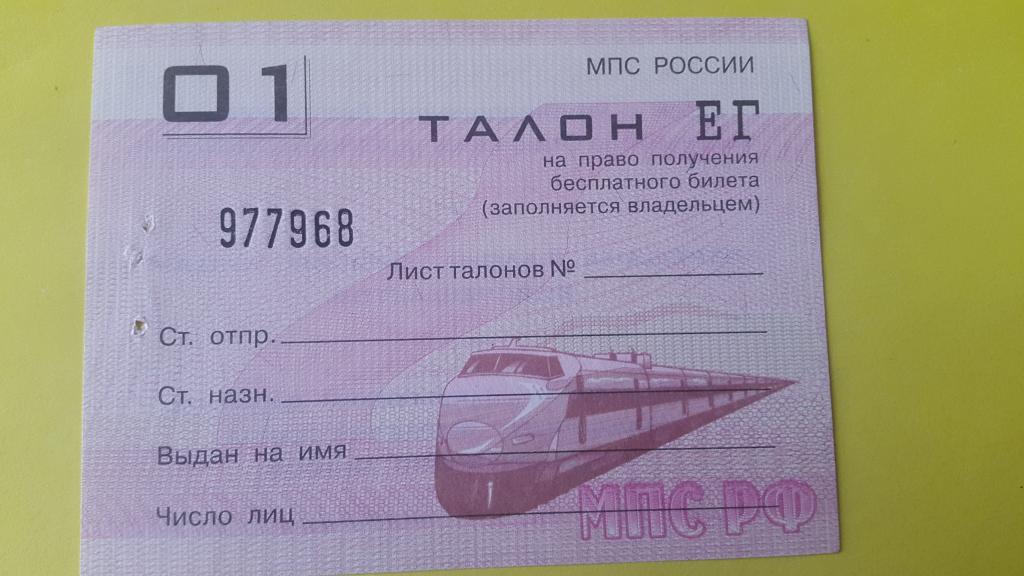 01
МПС РОССИИ
ТАЛОН ЕГ
на право получения
бесплатного билета
(заполняется владельцем)
977968
Лист талонов №
Ст. отпр.
Ст. назн.
Выдан на имя
Число лиц
МПС РФ